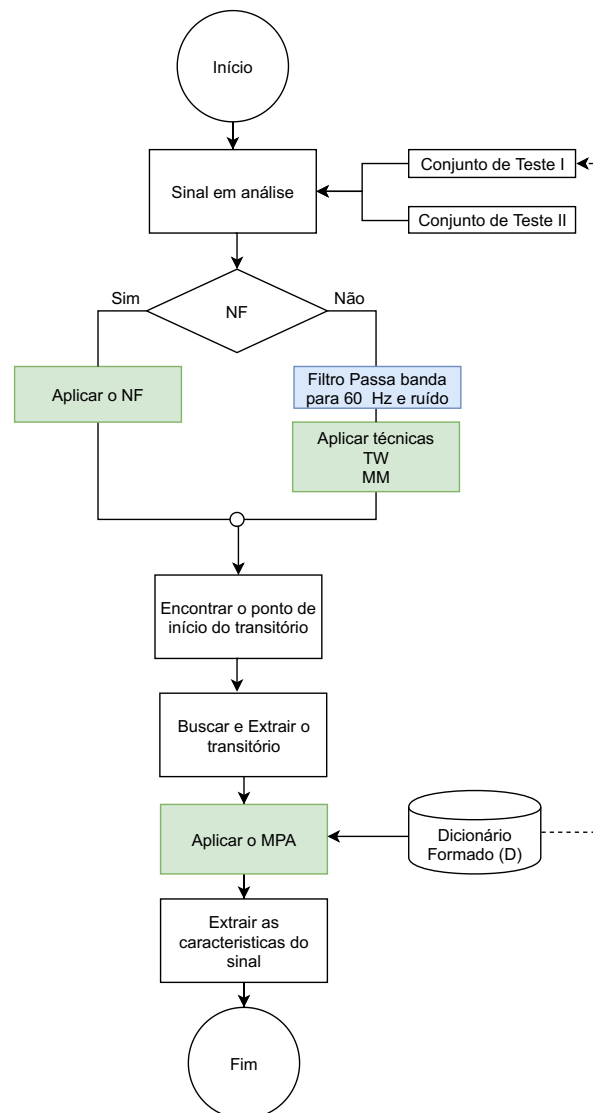 Início
Sinal em análise
Conjunto de Teste I
Conjunto de Teste II
Sim
NF
Não
Aplicar o NF
Filtro Passa banda
para 60 Hz e ruído
Aplicar técnicas
TW
MM
Encontrar o ponto de
início do transitório
Buscar e Extrair o
transitório
Aplicar o MPA
Dicionário
Formado (D)
Extrair as
caracteristicas do
sinal
Fim